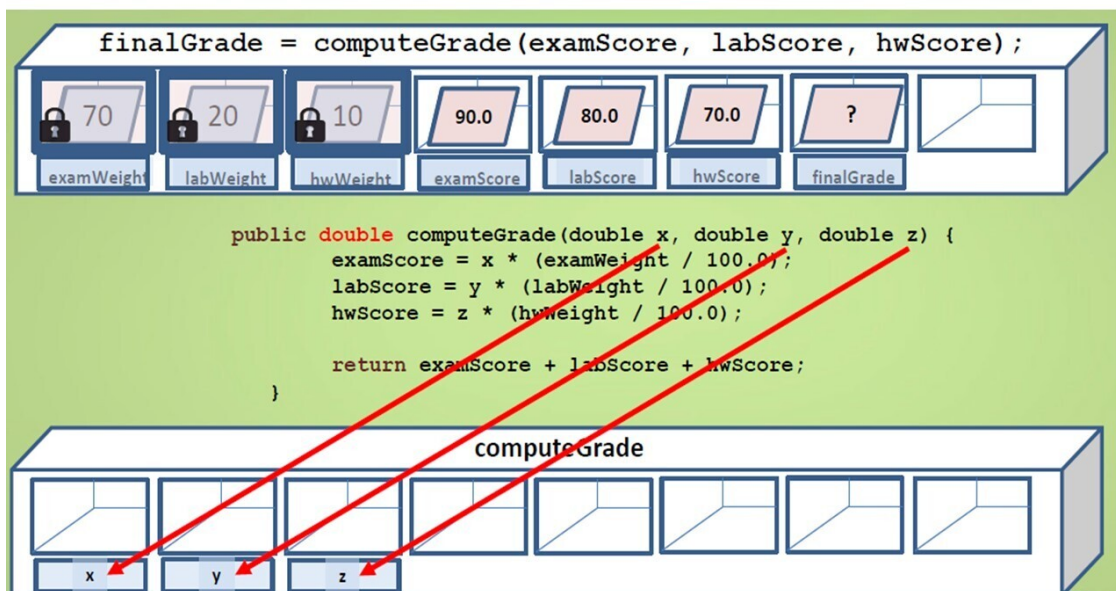 finalGrade = computeGrade(examScore, labScore, hwScore);
70 20 10 90.0 80.0 70.0 ?
examWeight labWeight hwWeight examScore labScore hwScore finalGrade
public double computeGrade(double x, double y, double z) {
examScore = x * (examWeight / 100.0);
labScore = y * (labWeight / 100.0);
hwScore = z * (hwWeight / 100.0);
return examScore + labScore + hwScore;
}
computeGrade
x y z